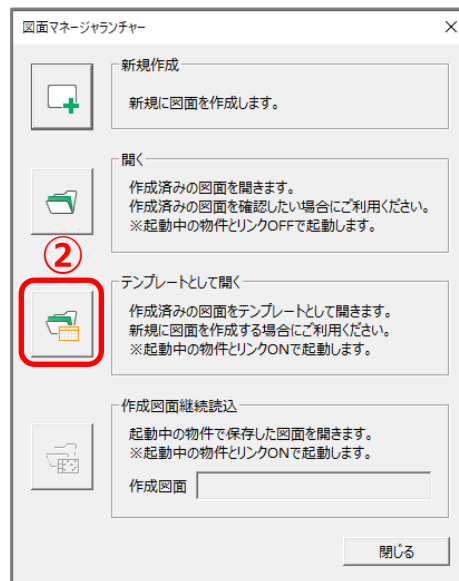 図面マネージャランチャー
新規作成
新規に図面を作成します。
開く
作成済みの図面を開きます。
作成済みの図面を確認したい場合にご利用ください。
※起動中の物件とリンクOFFで起動します。
②
テンプレートとして開く
作成済みの図面をテンプレートとして開きます。
新規に図面を作成する場合にご利用ください。
※起動中の物件とリンクONで起動します。
作成図面継続読込
起動中の物件で保存した図面を開きます。
※起動中の物件とリンクONで起動します。
作成図面
閉じる